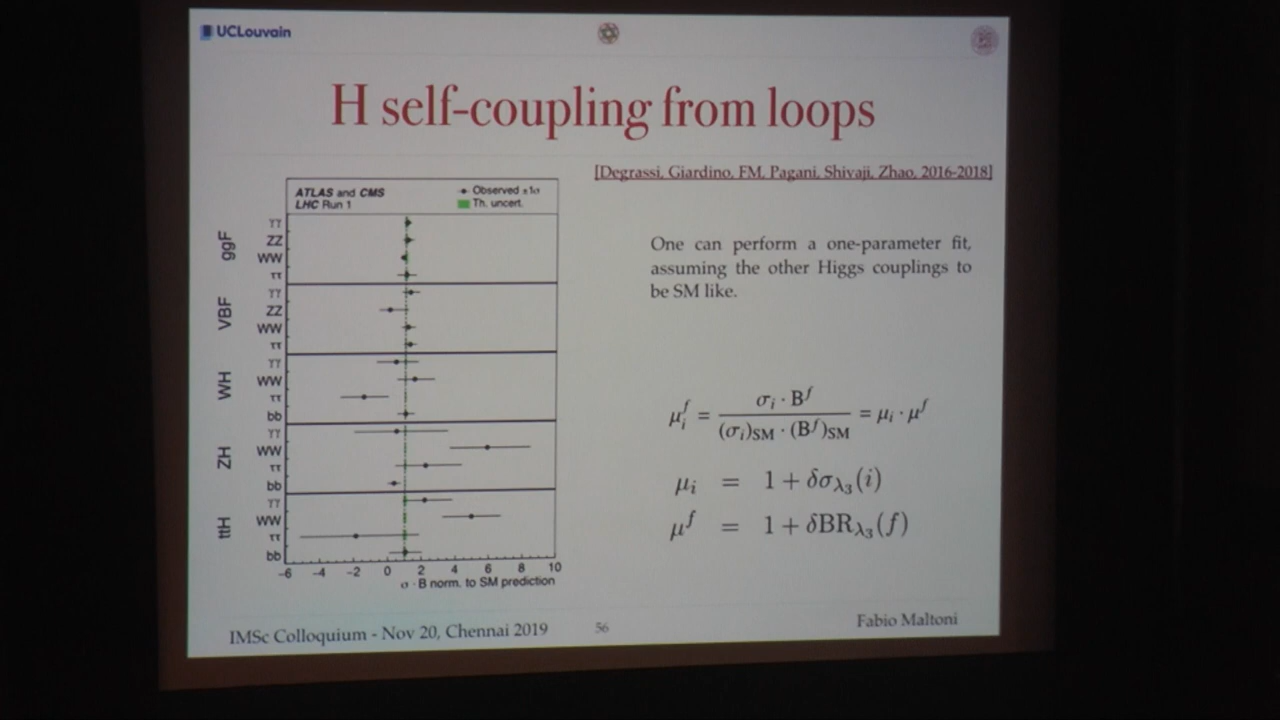 UCLouvain
H self-coupling from loops
[Degrassi, Giardino, FM, Pagani, Shivaji, Zhao, 2016-2018]
ATLAS and CMS
LHC Run 1
Observed ±1σ
Th. uncert.
ggF
γγ
ZZ
WW
ττ
VBF
γγ
ZZ
WW
ττ
WH
γγ
WW
ττ
bb
ZH
γγ
WW
ττ
bb
ttH
γγ
WW
ττ
bb
-6 -4 -2 0 2 4 6 8 10
σ · B norm. to SM prediction
One can perform a one-parameter fit,
assuming the other Higgs couplings to
be SM like.
μ_i^f = σ_i · B^f / (σ_i)_SM · (B^f)_SM = μ_i · μ^f
μ_i = 1 + δσ_λ₃(i)
μ^f = 1 + δBR_λ₃(f)
IMSc Colloquium - Nov 20, Chennai 2019
56
Fabio Maltoni